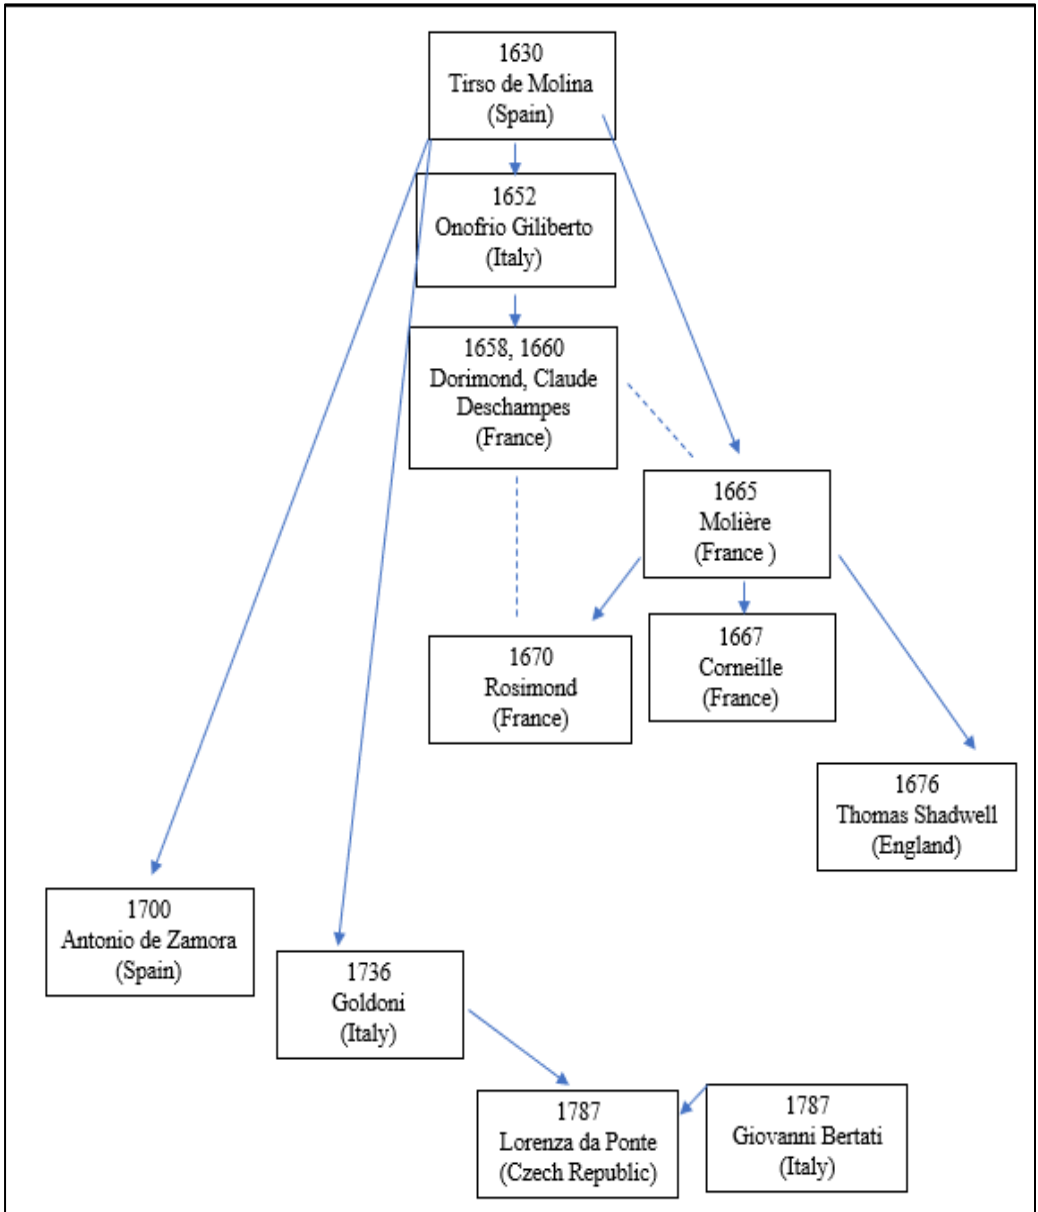 1630
Tirso de Molina
(Spain)
1652
Onofrio Giliberto
(Italy)
1658, 1660
Dorimond, Claude
Deschampes
(France)
1665
Molière
(France )
1670
Rosimond
(France)
1667
Corneille
(France)
1676
Thomas Shadwell
(England)
1700
Antonio de Zamora
(Spain)
1736
Goldoni
(Italy)
1787
Lorenza da Ponte
(Czech Republic)
1787
Giovanni Bertati
(Italy)